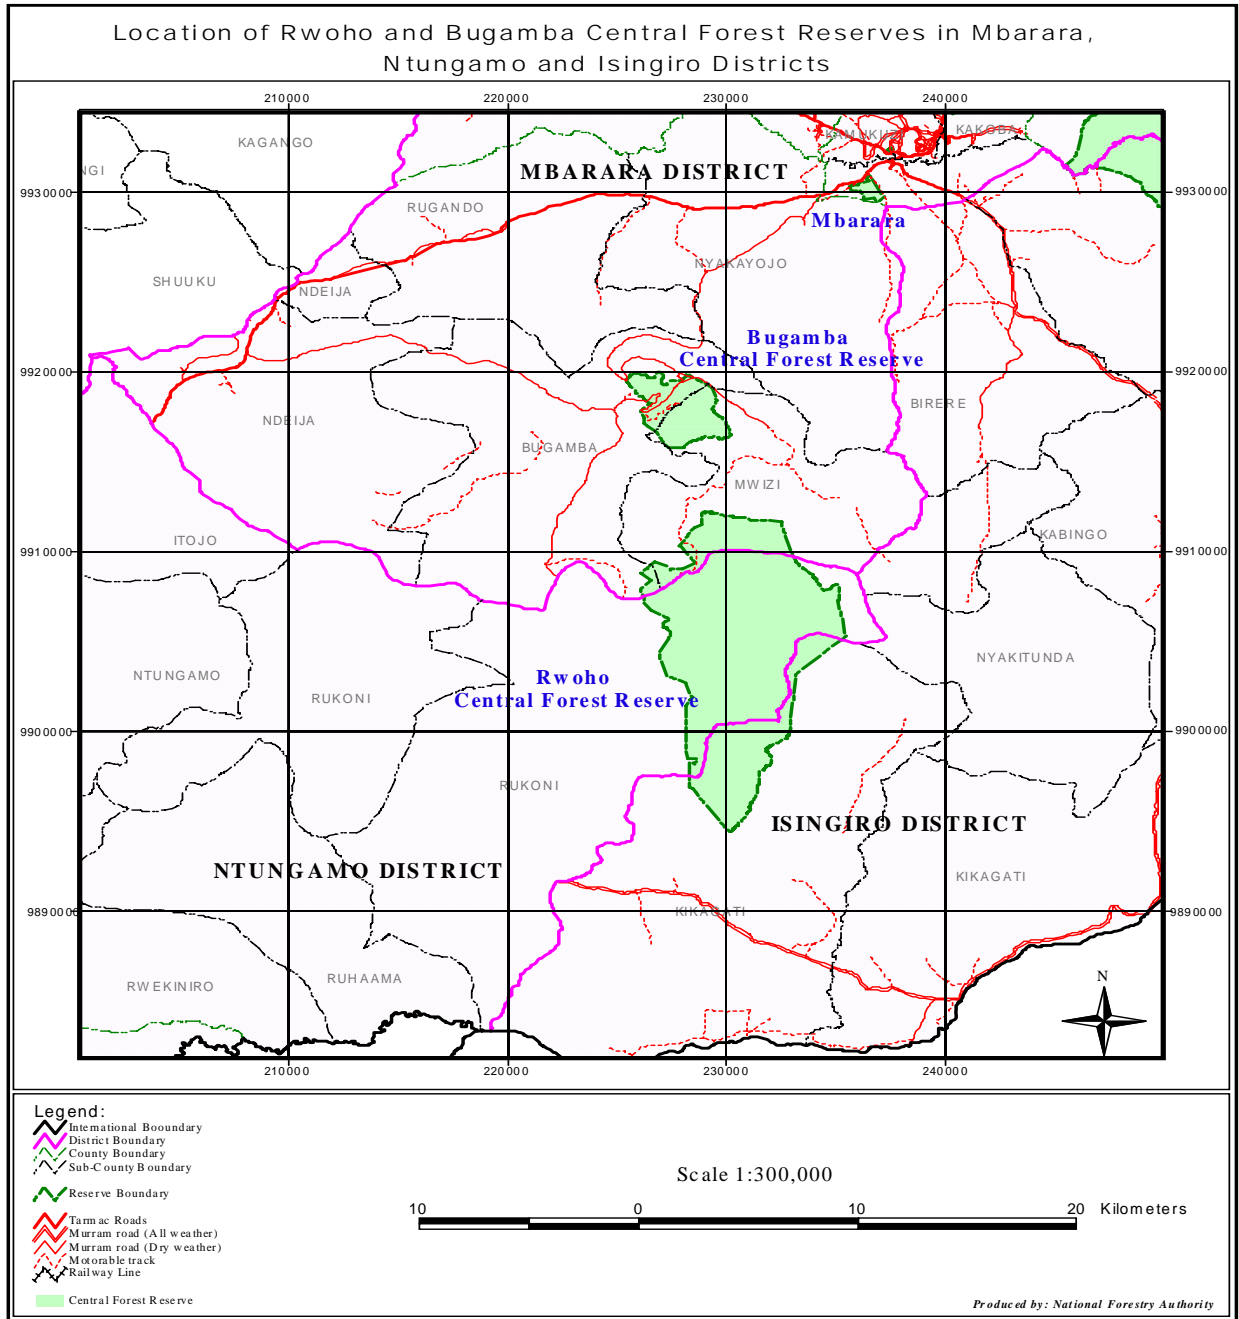 Location of Rwoho and Bugamba Central Forest Reserves in Mbarara,
Ntungamo and Isingiro Districts
210000 220000 230000 240000
KAGANGO
KAMUKUZI
KAKOBA
NGI
MBARARA DISTRICT
9930000 9930000
RUGANDO
Mbarara
NYAKAYOJO
SHUUKU
NDEIJA
Bugamba
Central Forest Reserve
9920000 9920000
BIRERE
NDEIJA
BUGAMBA
MWIZI
ITOJO
KABINGO
9910000 9910000
NYAKITUNDA
NTUNGAMO
Rwoho
Central Forest Reserve
RUKONI
9900000 9900000
RUKONI
ISINGIRO DISTRICT
NTUNGAMO DISTRICT
KIKAGATI
KIKAGATI
9890000 9890000
RUHAAMA
RWEKINIRO
N
210000 220000 230000 240000
Legend:
International Booundary
District Boundary
County Boundary
Sub-County Boundary
Reserve Boundary
Tarmac Roads
Murram road (All weather)
Murram road (Dry weather)
Motorable track
Railway Line
Central Forest Reserve
Scale 1:300,000
10 0 10 20 Kilometers
Produced by: National Forestry Authority